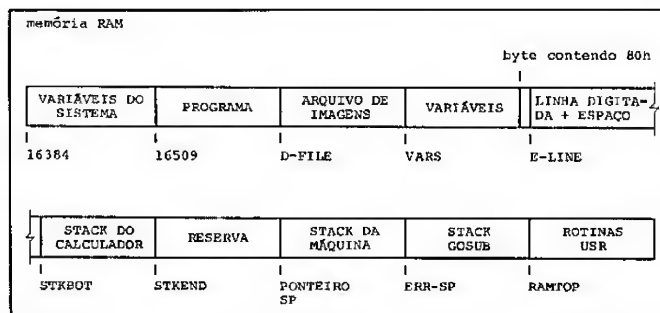 memória RAM
byte contendo 80h
VARIÁVEIS DO SISTEMA
PROGRAMA
ARQUIVO DE IMAGENS
VARIÁVEIS
LINHA DIGITA-
DA + ESPAÇO
16384
16509
D-FILE
VARS
E-LINE
STACK DO CALCULADOR
RESERVA
STACK DA MÁQUINA
STACK GOSUB
ROTINAS USR
STKBOT
STKEND
PONTEIRO SP
ERR-SP
RAMTOP